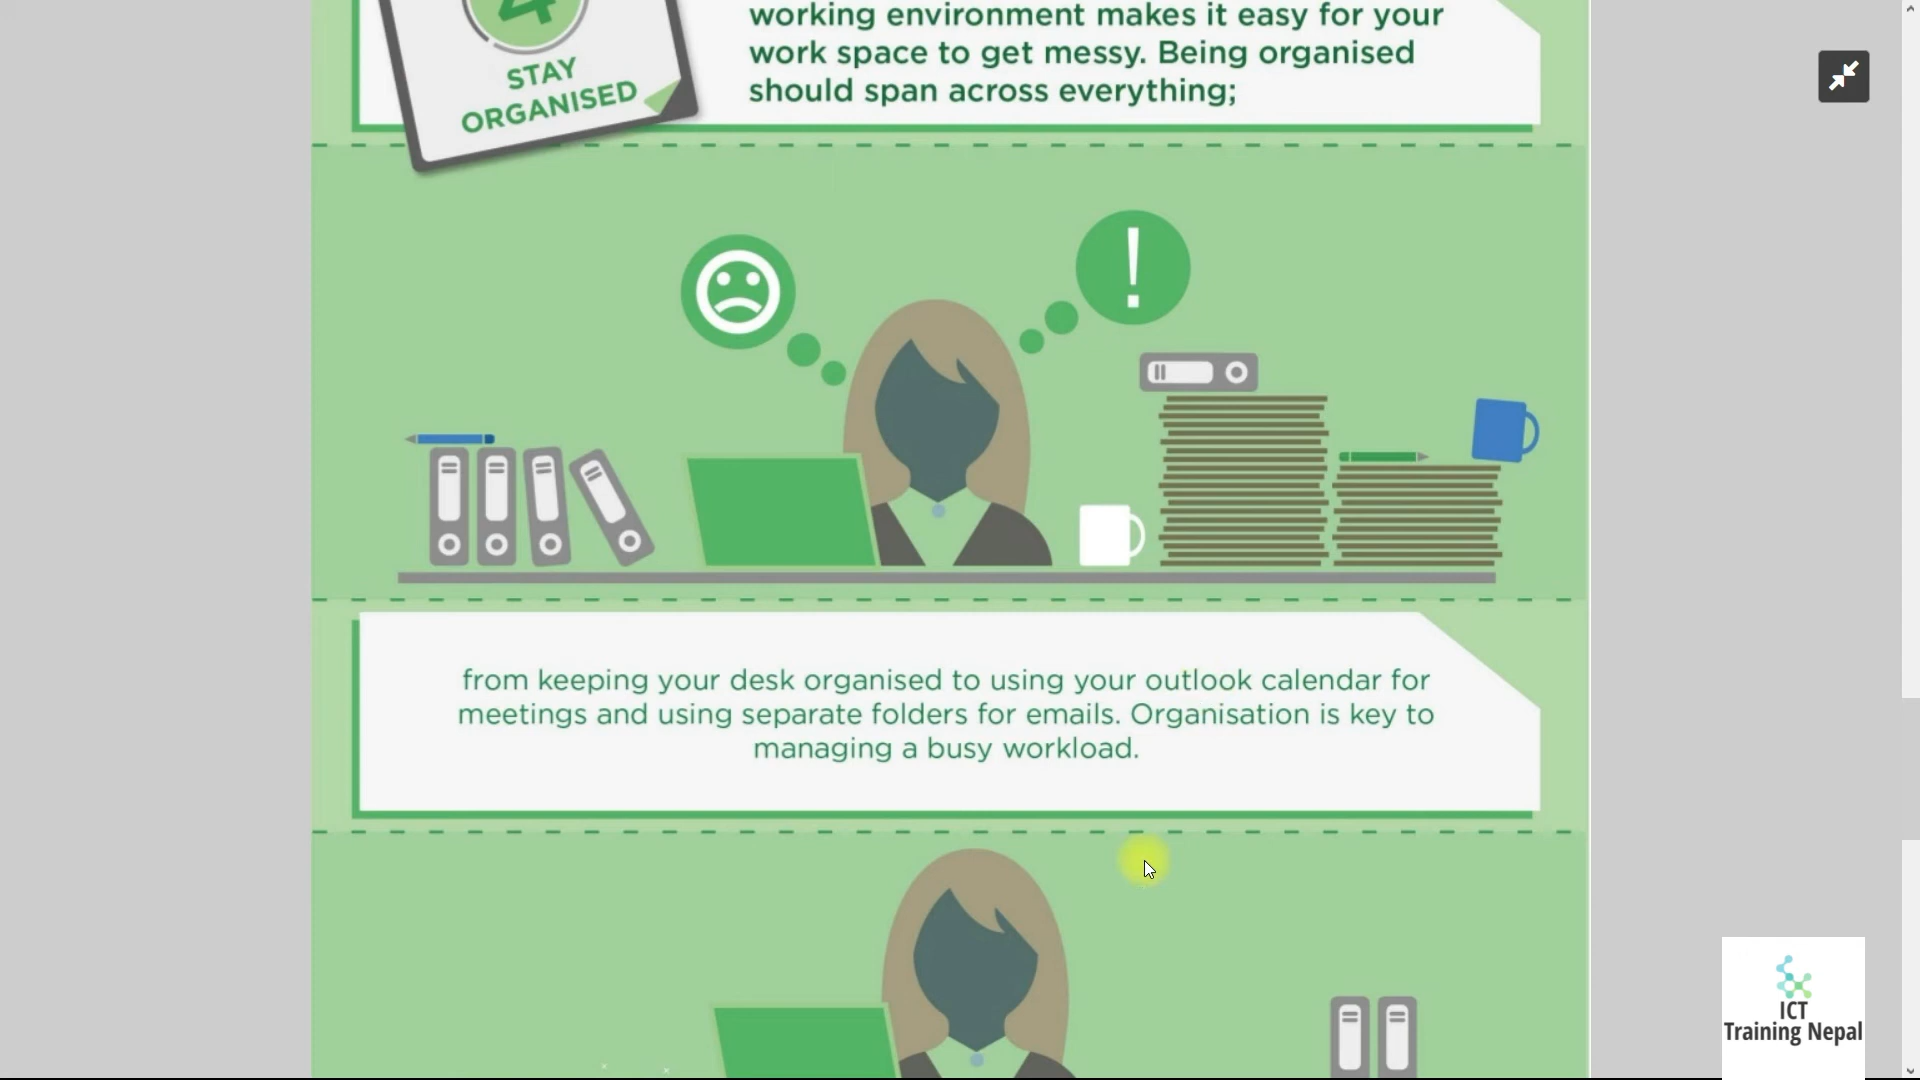 4
STAY
ORGANISED
working environment makes it easy for your
work space to get messy. Being organised
should span across everything;
!
from keeping your desk organised to using your outlook calendar for
meetings and using separate folders for emails. Organisation is key to
managing a busy workload.
ICT
Training Nepal